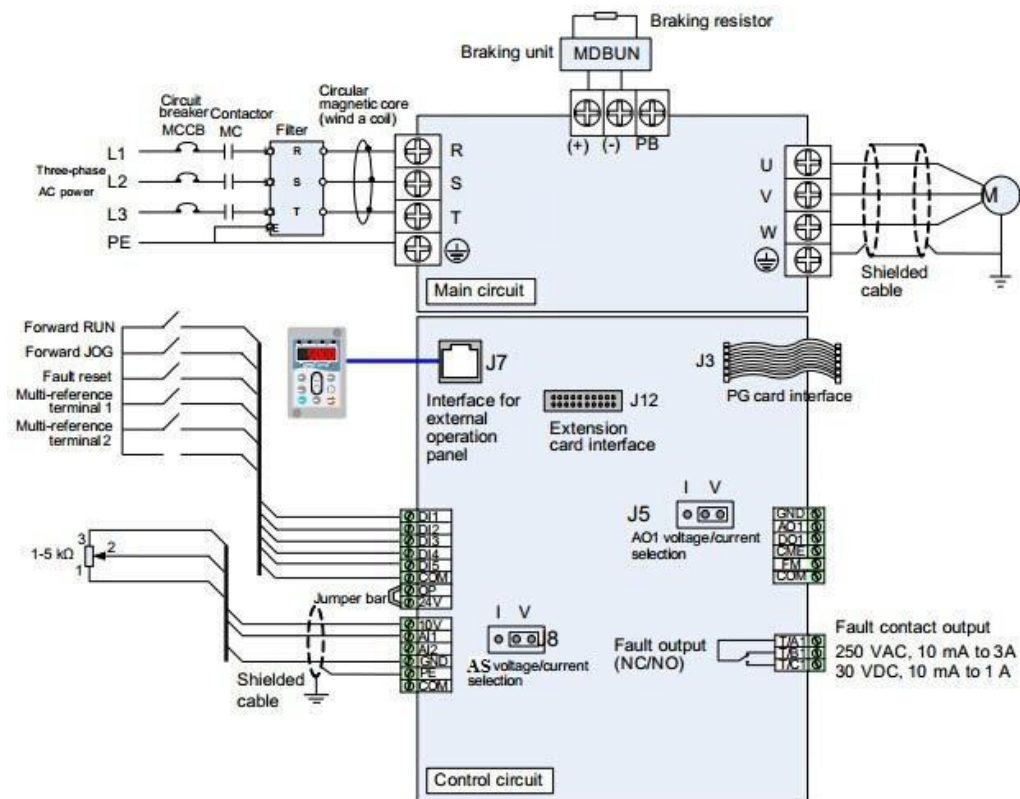 Braking resistor
Braking unit
MDBUN
(+) (-) PB
Circuit
breaker
MCCB
Contactor
MC
Filter
Circular
magnetic core
(wind a coil)
L1
R
R
U
Three-phase
AC power
L2
S
S
V
M
L3
T
T
W
E
PE
Main circuit
Shielded
cable
Forward RUN
Forward JOG
Fault reset
Multi-reference
terminal 1
Multi-reference
terminal 2
J7
Interface for
external
operation
panel
J12
Extension
card interface
J3
PG card interface
I V
J5
AO1 voltage/current
selection
DI1
DI2
DI3
DI4
DI5
COM
OP
24V
Jumper bar
GND
AO1
DO1
CME
FM
COM
1-5 kΩ
3
2
1
10V
AI1
AI2
GND
PE
COM
Shielded
cable
I V
J8
AS voltage/current
selection
Fault output
(NC/NO)
T/A1
T/B1
T/C1
Fault contact output
250 VAC, 10 mA to 3A
30 VDC, 10 mA to 1 A
Control circuit